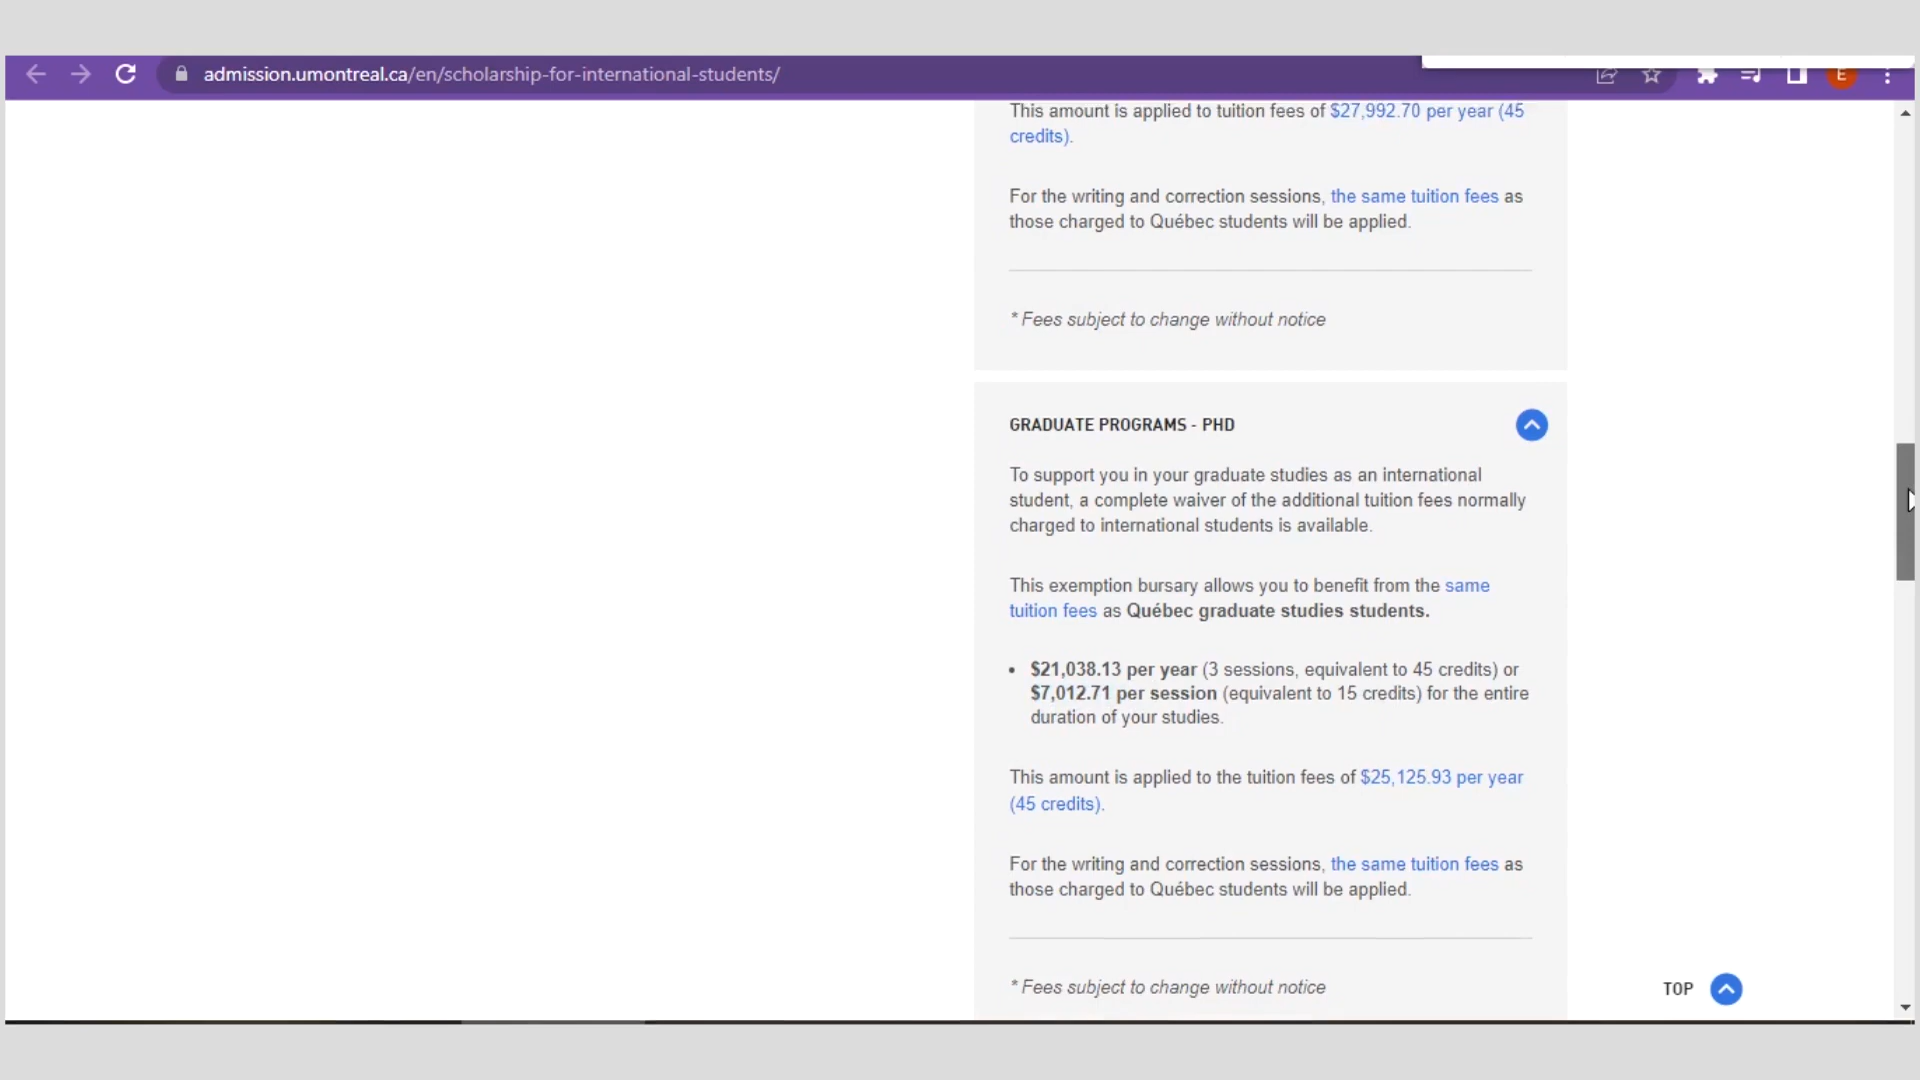 admission.umontreal.ca/en/scholarship-for-international-students/
E
This amount is applied to tuition fees of $27,992.70 per year (45
credits).
For the writing and correction sessions, the same tuition fees as
those charged to Québec students will be applied.
* Fees subject to change without notice
GRADUATE PROGRAMS - PHD
To support you in your graduate studies as an international
student, a complete waiver of the additional tuition fees normally
charged to international students is available.
This exemption bursary allows you to benefit from the same
tuition fees as Québec graduate studies students.
• $21,038.13 per year (3 sessions, equivalent to 45 credits) or
$7,012.71 per session (equivalent to 15 credits) for the entire
duration of your studies.
This amount is applied to the tuition fees of $25,125.93 per year
(45 credits).
For the writing and correction sessions, the same tuition fees as
those charged to Québec students will be applied.
* Fees subject to change without notice
TOP